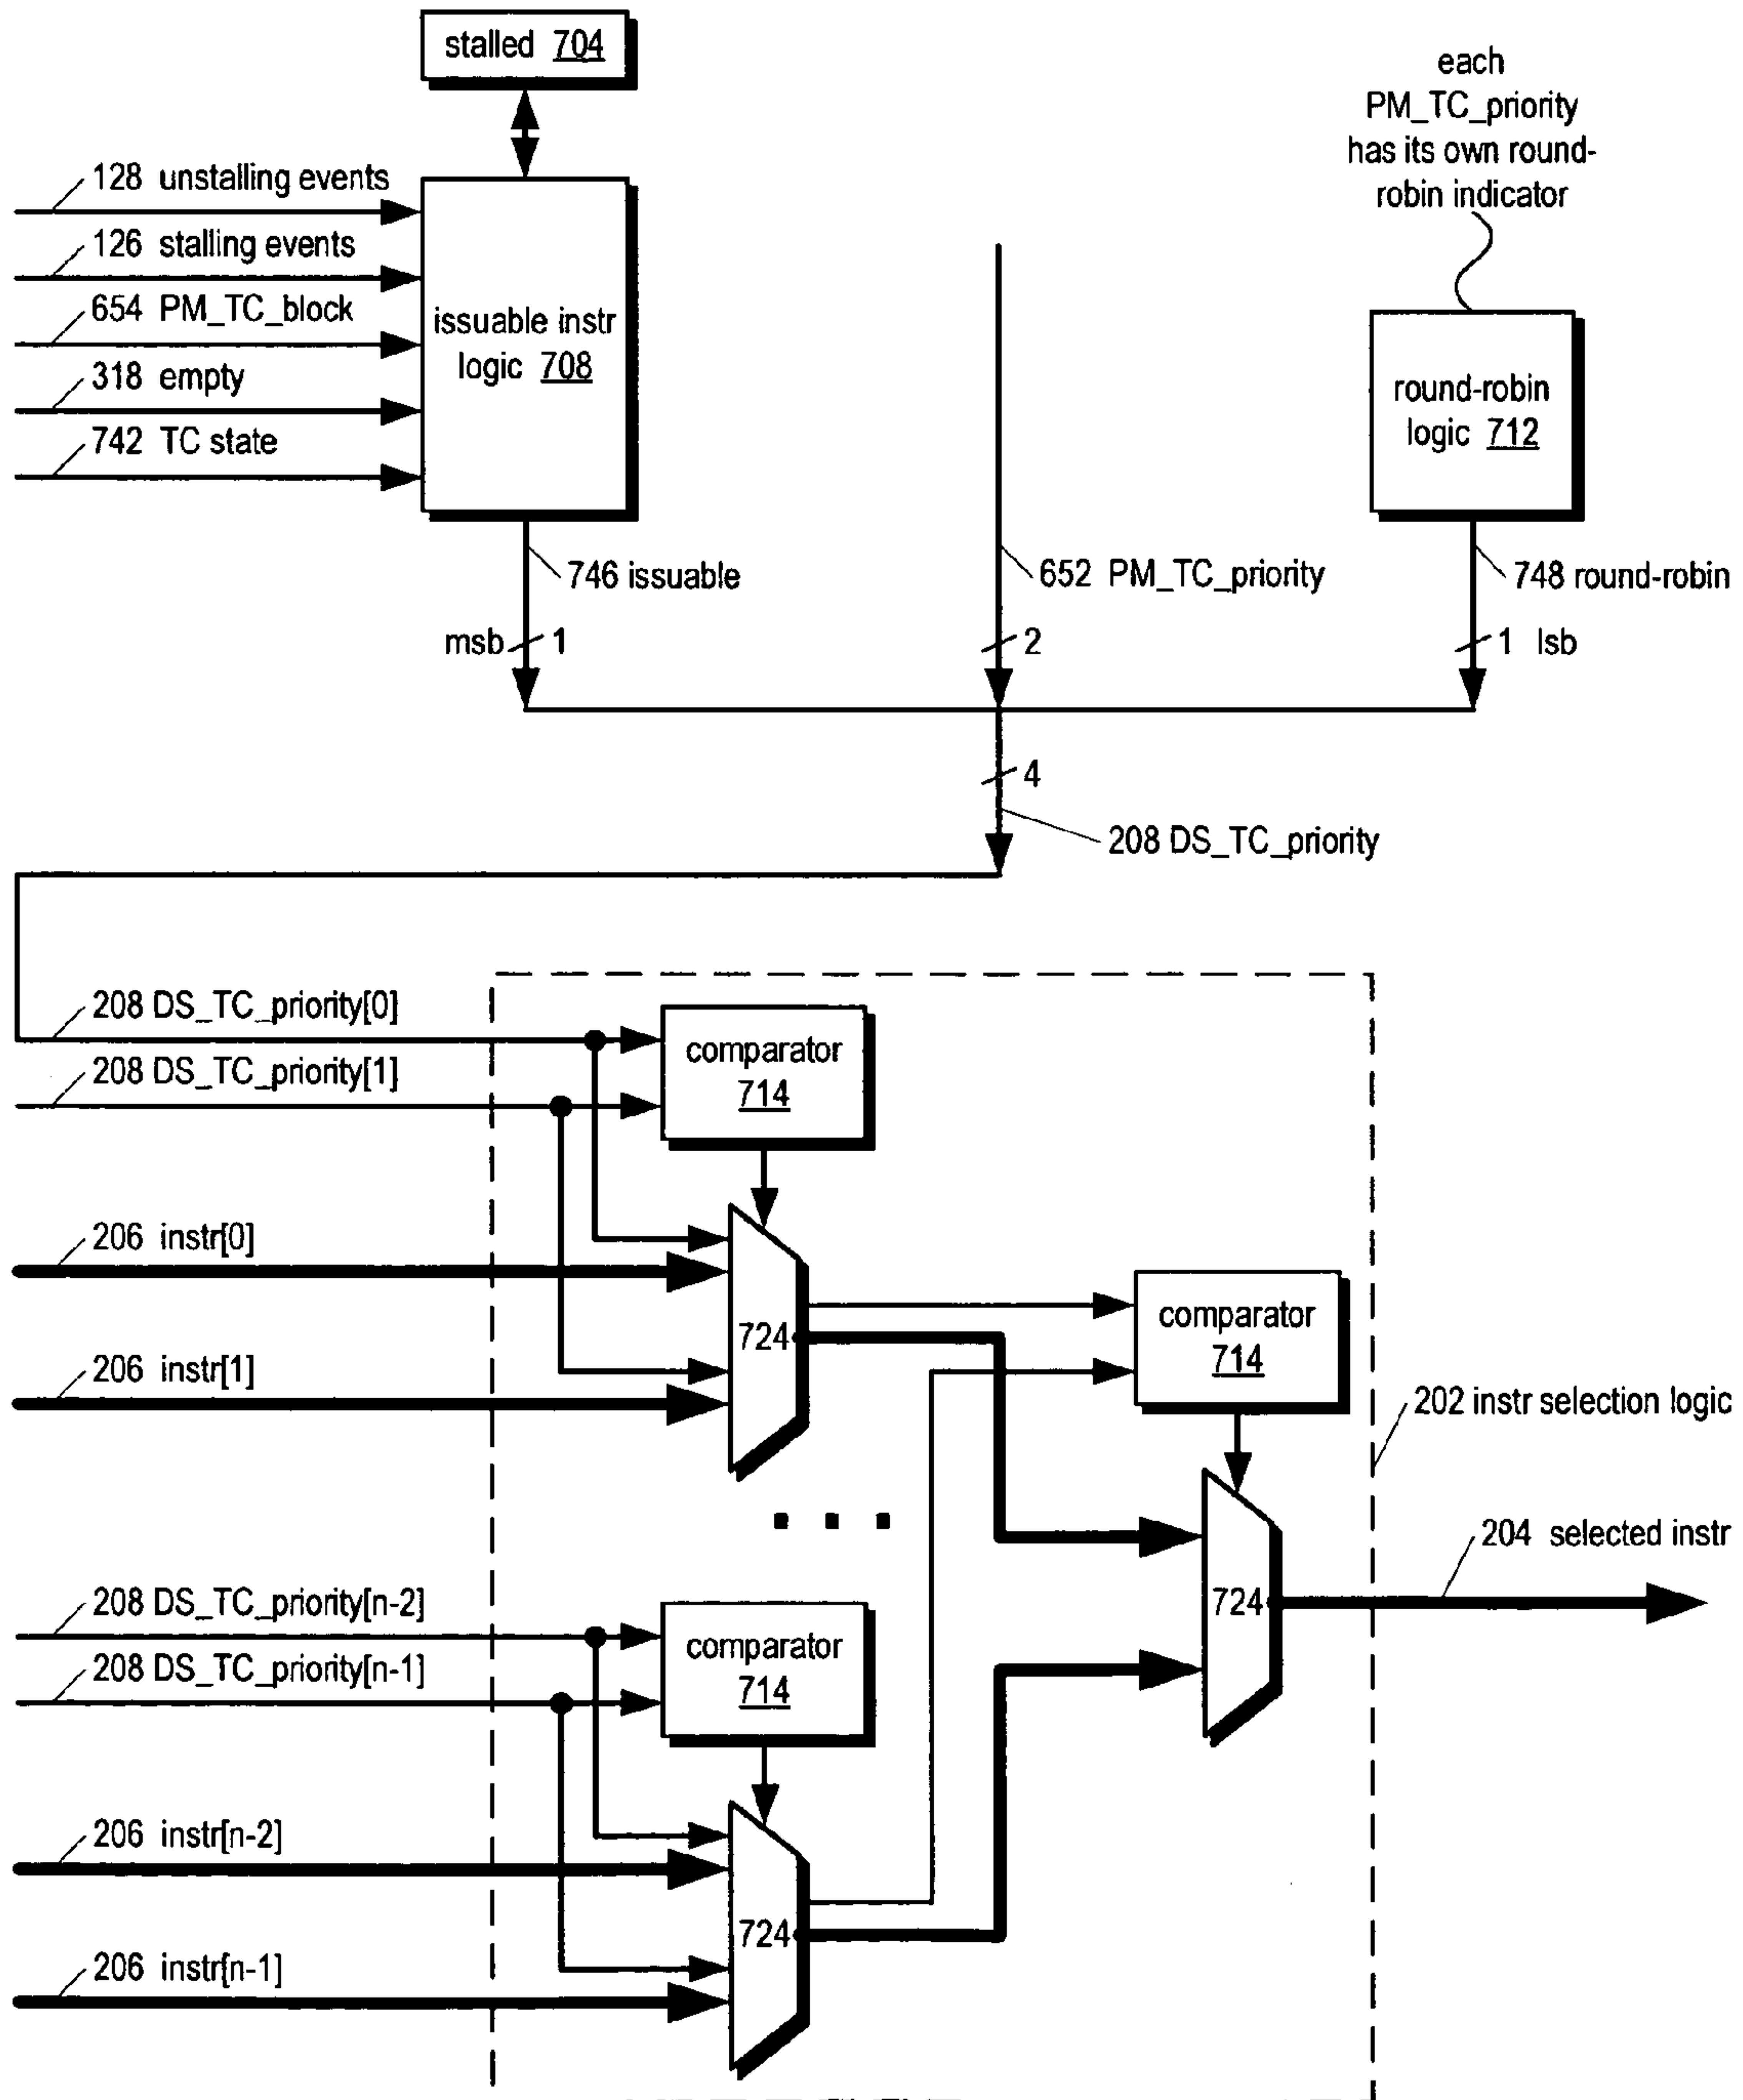 stalled 704
each
PM_TC_priority
has its own round-
robin indicator
128 unstalling events
126 stalling events
654 PM_TC_block
318 empty
742 TC state
issuable instr
logic 708
round-robin
logic 712
746 issuable
652 PM_TC_priority
748 round-robin
msb 1
2
1 lsb
4
208 DS_TC_priority
208 DS_TC_priority[0]
208 DS_TC_priority[1]
comparator
714
206 instr[0]
206 instr[1]
724
comparator
714
202 instr selection logic
204 selected instr
724
208 DS_TC_priority[n-2]
208 DS_TC_priority[n-1]
comparator
714
206 instr[n-2]
206 instr[n-1]
724